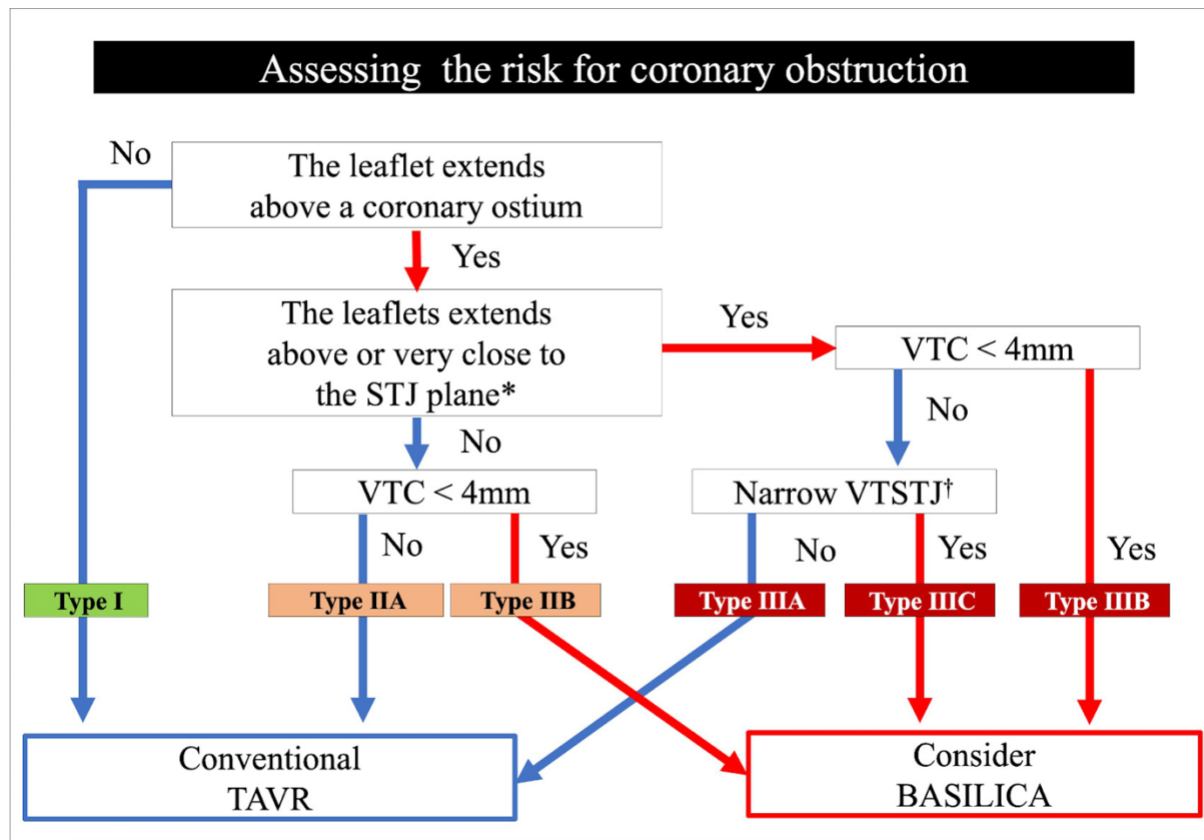 Assessing the risk for coronary obstruction
No
The leaflet extends
above a coronary ostium
Yes
The leaflets extends
above or very close to
the STJ plane*
Yes
VTC < 4mm
No
No
VTC < 4mm
Narrow VTSTJ†
No
Yes
No
Yes
Yes
Type I
Type IIA
Type IIB
Type IIIA
Type IIIC
Type IIIB
Conventional
TAVR
Consider
BASILICA